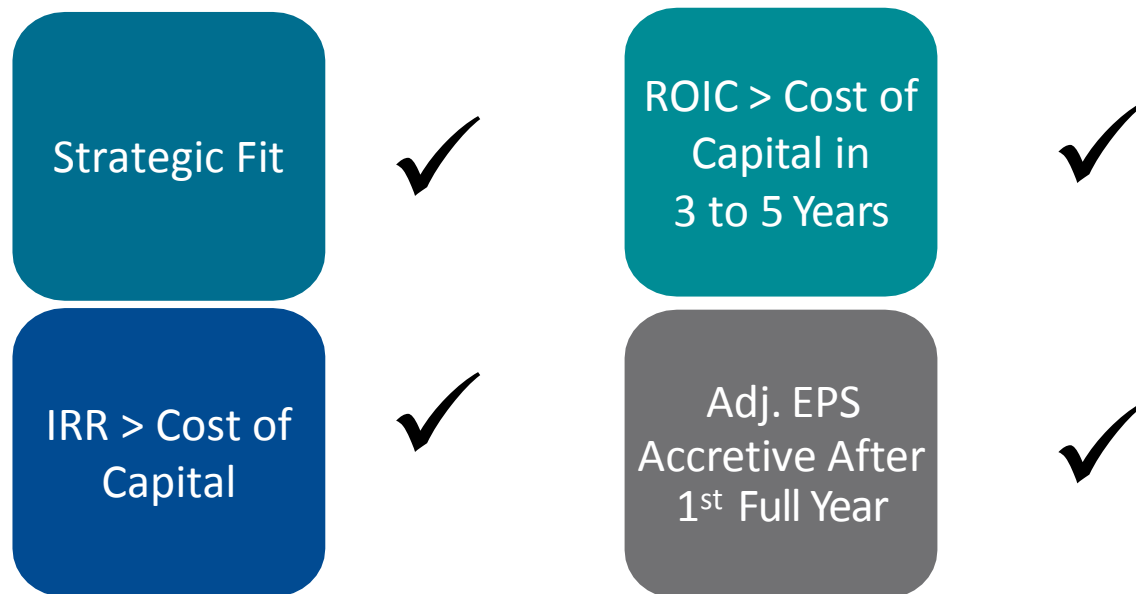 Strategic Fit
ROIC > Cost of
Capital in
3 to 5 Years
IRR > Cost of
Capital
Adj. EPS
Accretive After
1st Full Year